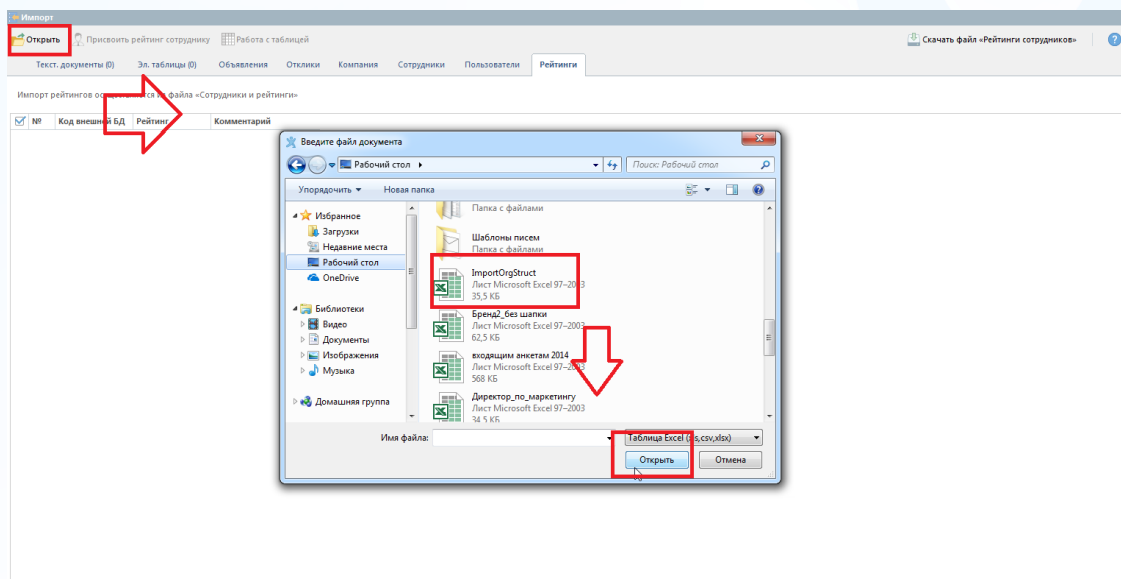 Импорт
Открыть Присвоить рейтинг сотруднику Работа с таблицей Скачать файл «Рейтинги сотрудников» ?
Текст. документы (0) Эл. таблицы (0) Объявления Отклики Компания Сотрудники Пользователи Рейтинги
Импорт рейтингов из файла «Сотрудники и рейтинги»
№ Код внешней БД Рейтинг Комментарий
Введите файл документа
Рабочий стол Поиск: Рабочий стол
Упорядочить Новая папка
Избранное
Загрузки
Недавние места
Рабочий стол
OneDrive
Библиотеки
Видео
Документы
Изображения
Музыка
Домашняя группа
Папка с файлами
Шаблоны писем
Папка с файлами
ImportOrgStruct
Лист Microsoft Excel 97–2003
35,5 КБ
Бренд2_без шапки
Лист Microsoft Excel 97–2003
62,5 КБ
входящим анкетам 2014
Лист Microsoft Excel 97–2003
568 КБ
Директор_по_маркетингу
Лист Microsoft Excel 97–2003
34,5 КБ
Имя файла: Таблица Excel (xls,csv,xlsx)
Открыть Отмена